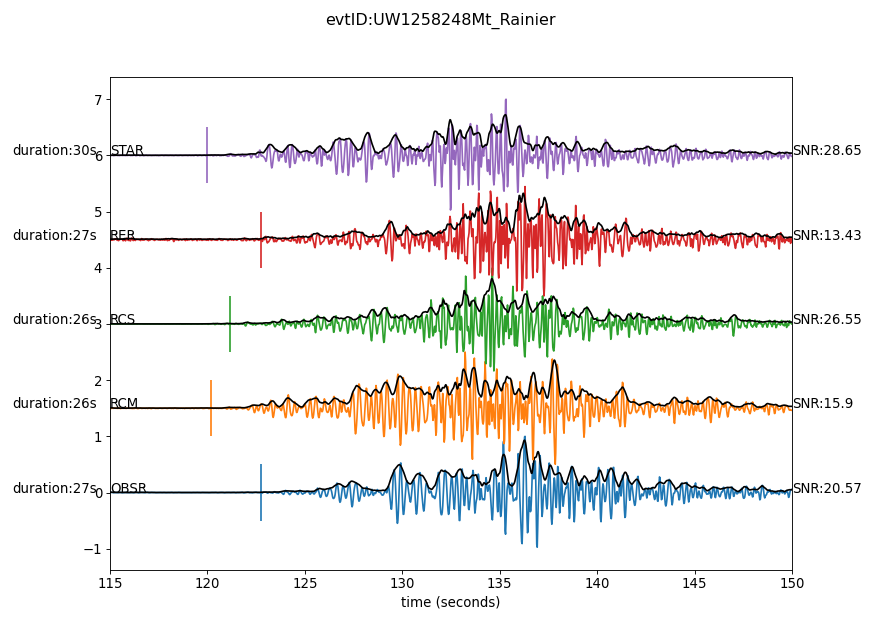 evtID:UW1258248Mt_Rainier
7
duration:30s STAR SNR:28.65
6
5
duration:27s RER SNR:13.43
4
duration:26s RCS SNR:26.55
3
2
duration:26s RCM SNR:15.9
1
duration:27s OBSR SNR:20.57
0
−1
115 120 125 130 135 140 145 150
time (seconds)